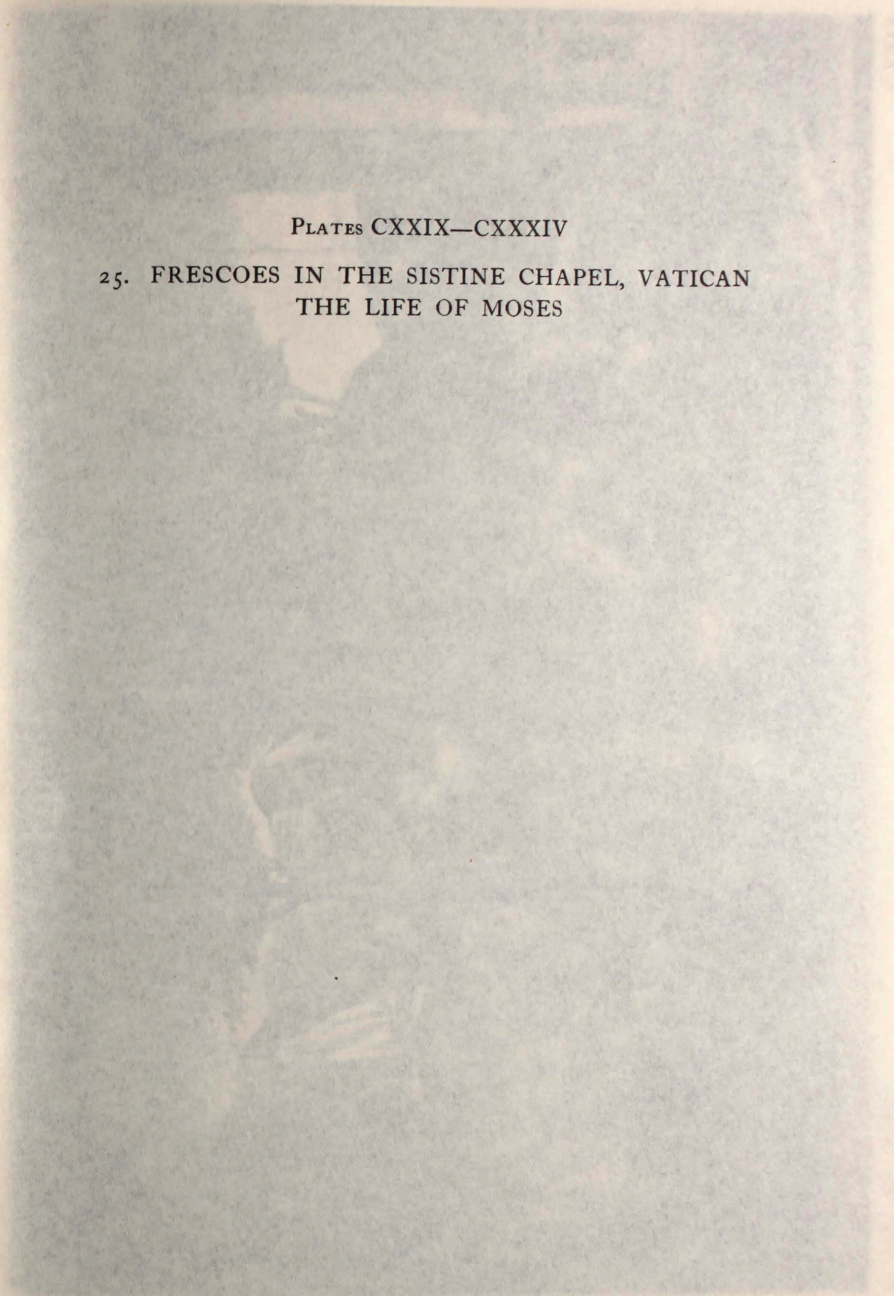 PLATES CXXIX—CXXXIV
25. FRESCOES IN THE SISTINE CHAPEL, VATICAN
THE LIFE OF MOSES